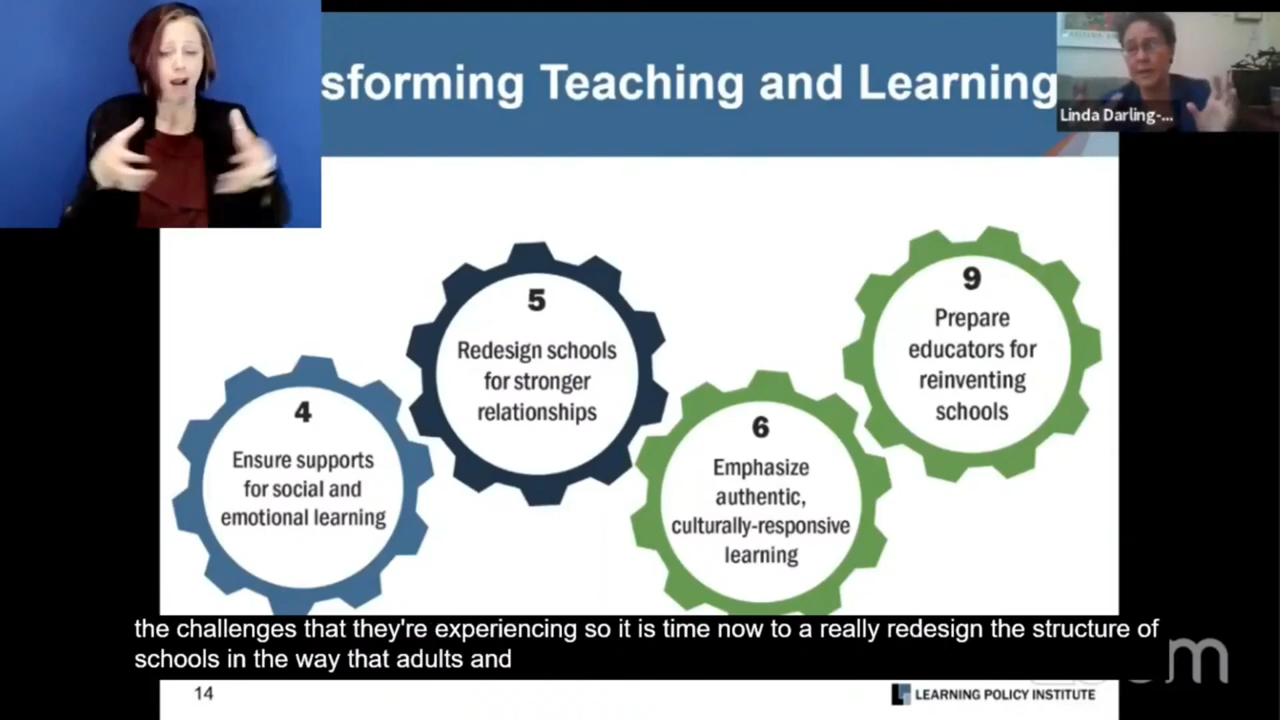 sforming Teaching and Learning
Linda Darling-...
5
Redesign schools
for stronger
relationships
9
Prepare
educators for
reinventing
schools
4
Ensure supports
for social and
emotional learning
6
Emphasize
authentic,
culturally-responsive
learning
the challenges that they're experiencing so it is time now to a really redesign the structure of
schools in the way that adults and
14
LEARNING POLICY INSTITUTE